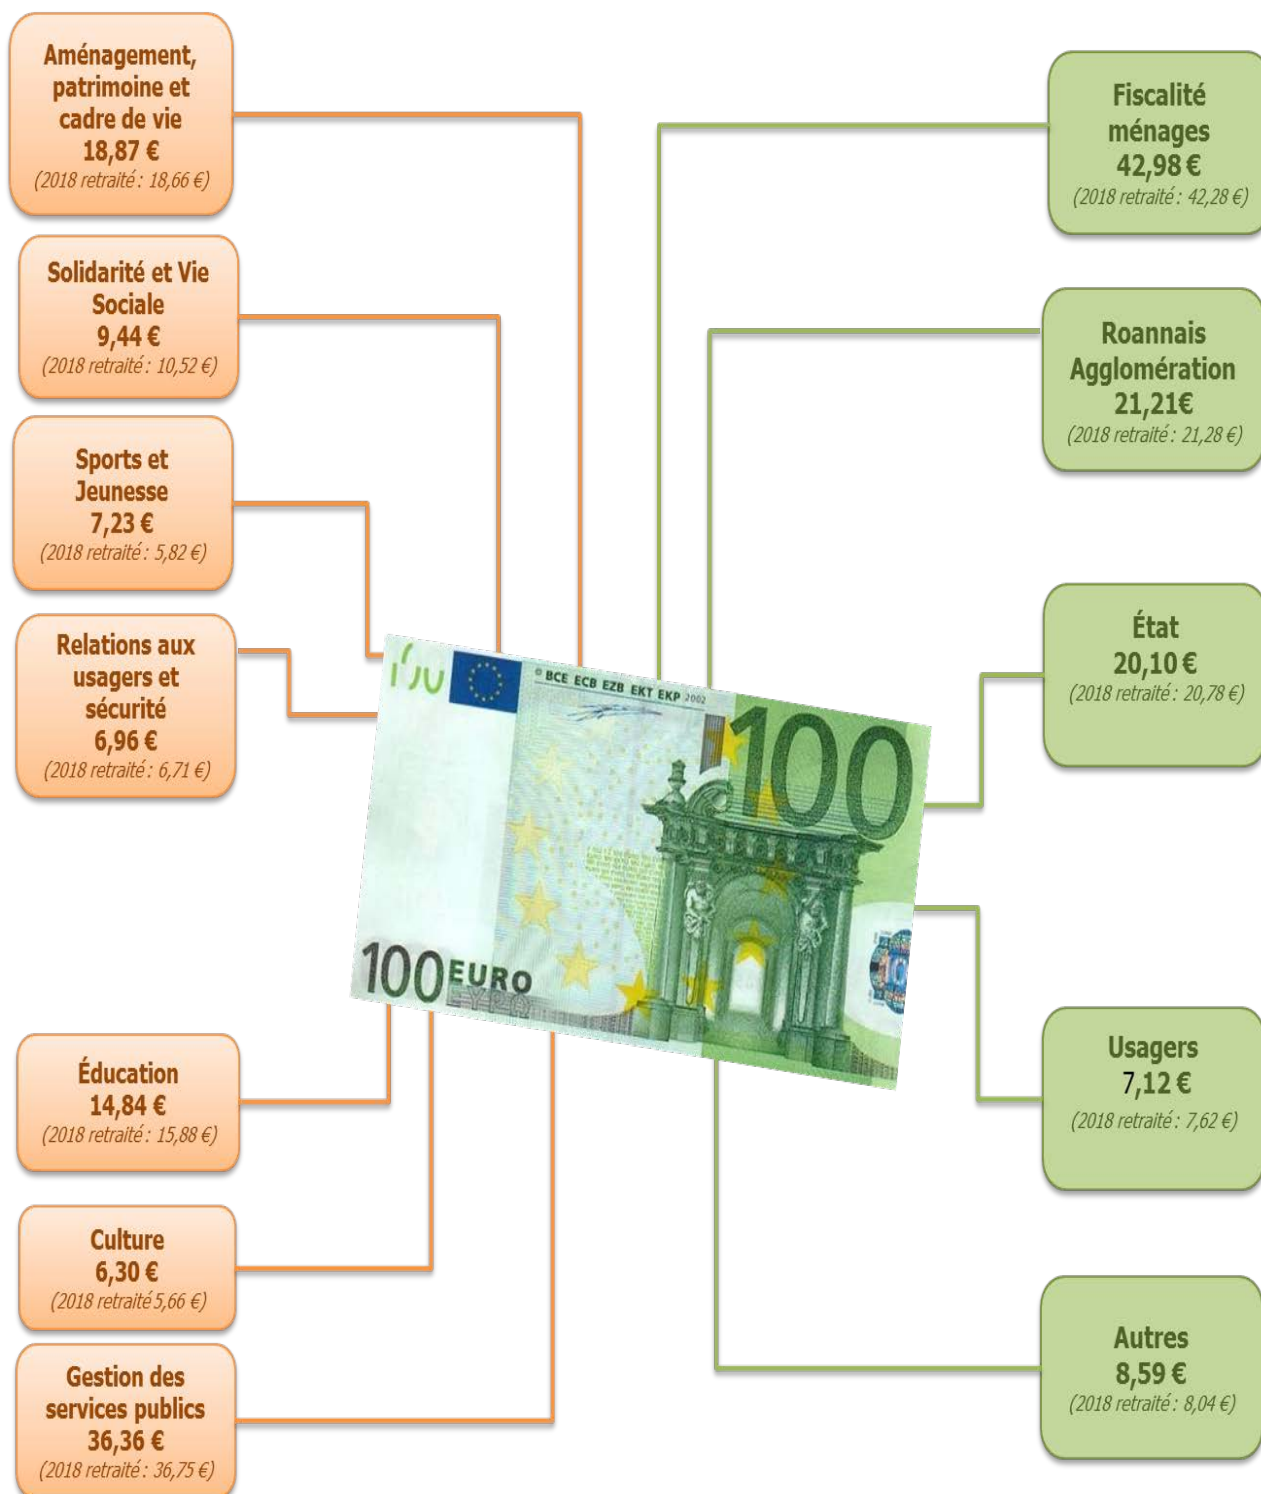 Aménagement,
patrimoine et
cadre de vie
18,87 €
(2018 retraité : 18,66 €)
Solidarité et Vie
Sociale
9,44 €
(2018 retraité : 10,52 €)
Sports et
Jeunesse
7,23 €
(2018 retraité : 5,82 €)
Relations aux
usagers et
sécurité
6,96 €
(2018 retraité : 6,71 €)
Éducation
14,84 €
(2018 retraité : 15,88 €)
Culture
6,30 €
(2018 retraité 5,66 €)
Gestion des
services publics
36,36 €
(2018 retraité : 36,75 €)
© BCE ECB EZB EKT EKP 2002
100
100 EURO
ΕΥΡΩ
Fiscalité
ménages
42,98 €
(2018 retraité : 42,28 €)
Roannais
Agglomération
21,21€
(2018 retraité : 21,28 €)
État
20,10 €
(2018 retraité : 20,78 €)
Usagers
7,12 €
(2018 retraité : 7,62 €)
Autres
8,59 €
(2018 retraité : 8,04 €)